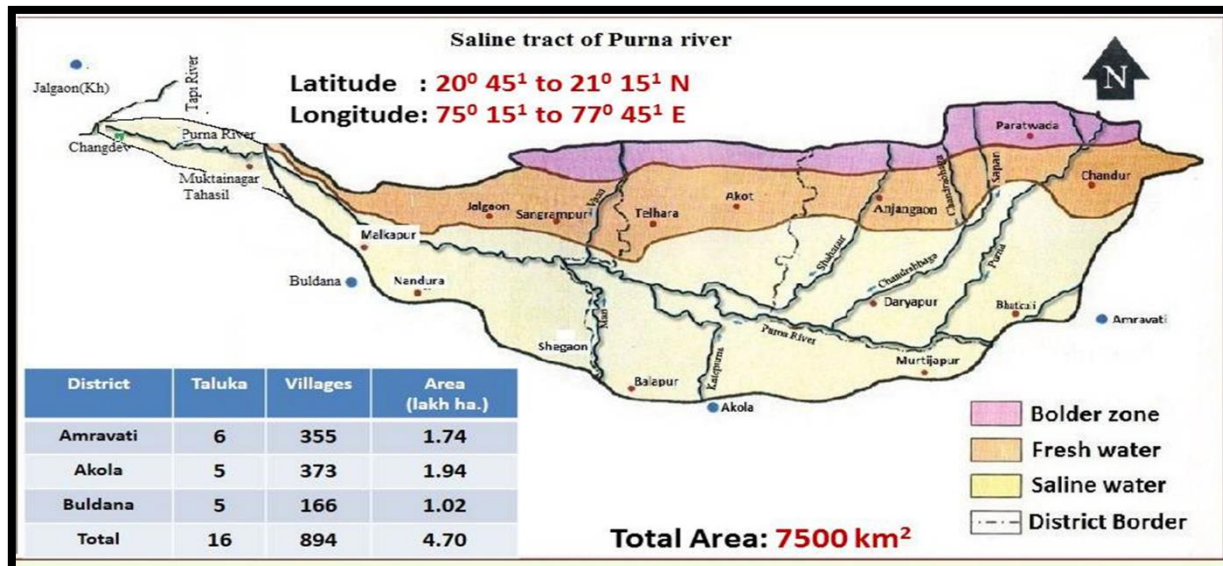 Saline tract of Purna river
Latitude : 20⁰ 45¹ to 21⁰ 15¹ N
Longitude: 75⁰ 15¹ to 77⁰ 45¹ E
N
Jalgaon(Kh)
Tapi River
Changdev
Purna River
Muktainagar
Tahasil
Paratwada
Chandrabhaga
Sapan
Chandur
Jalgaon
Sangrampur
Vaan
Telhara
Akot
Anjangaon
Malkapur
Buldana
Nandura
Shahanur
Chandrabhaga
Purna
Daryapur
Bhatkuli
Amravati
Shegaon
Man
Purna River
Murtijapur
Balapur
Katepurna
Akola
District Taluka Villages Area
(lakh ha.)
Amravati 6 355 1.74
Akola 5 373 1.94
Buldana 5 166 1.02
Total 16 894 4.70
Bolder zone
Fresh water
Saline water
District Border
Total Area: 7500 km²